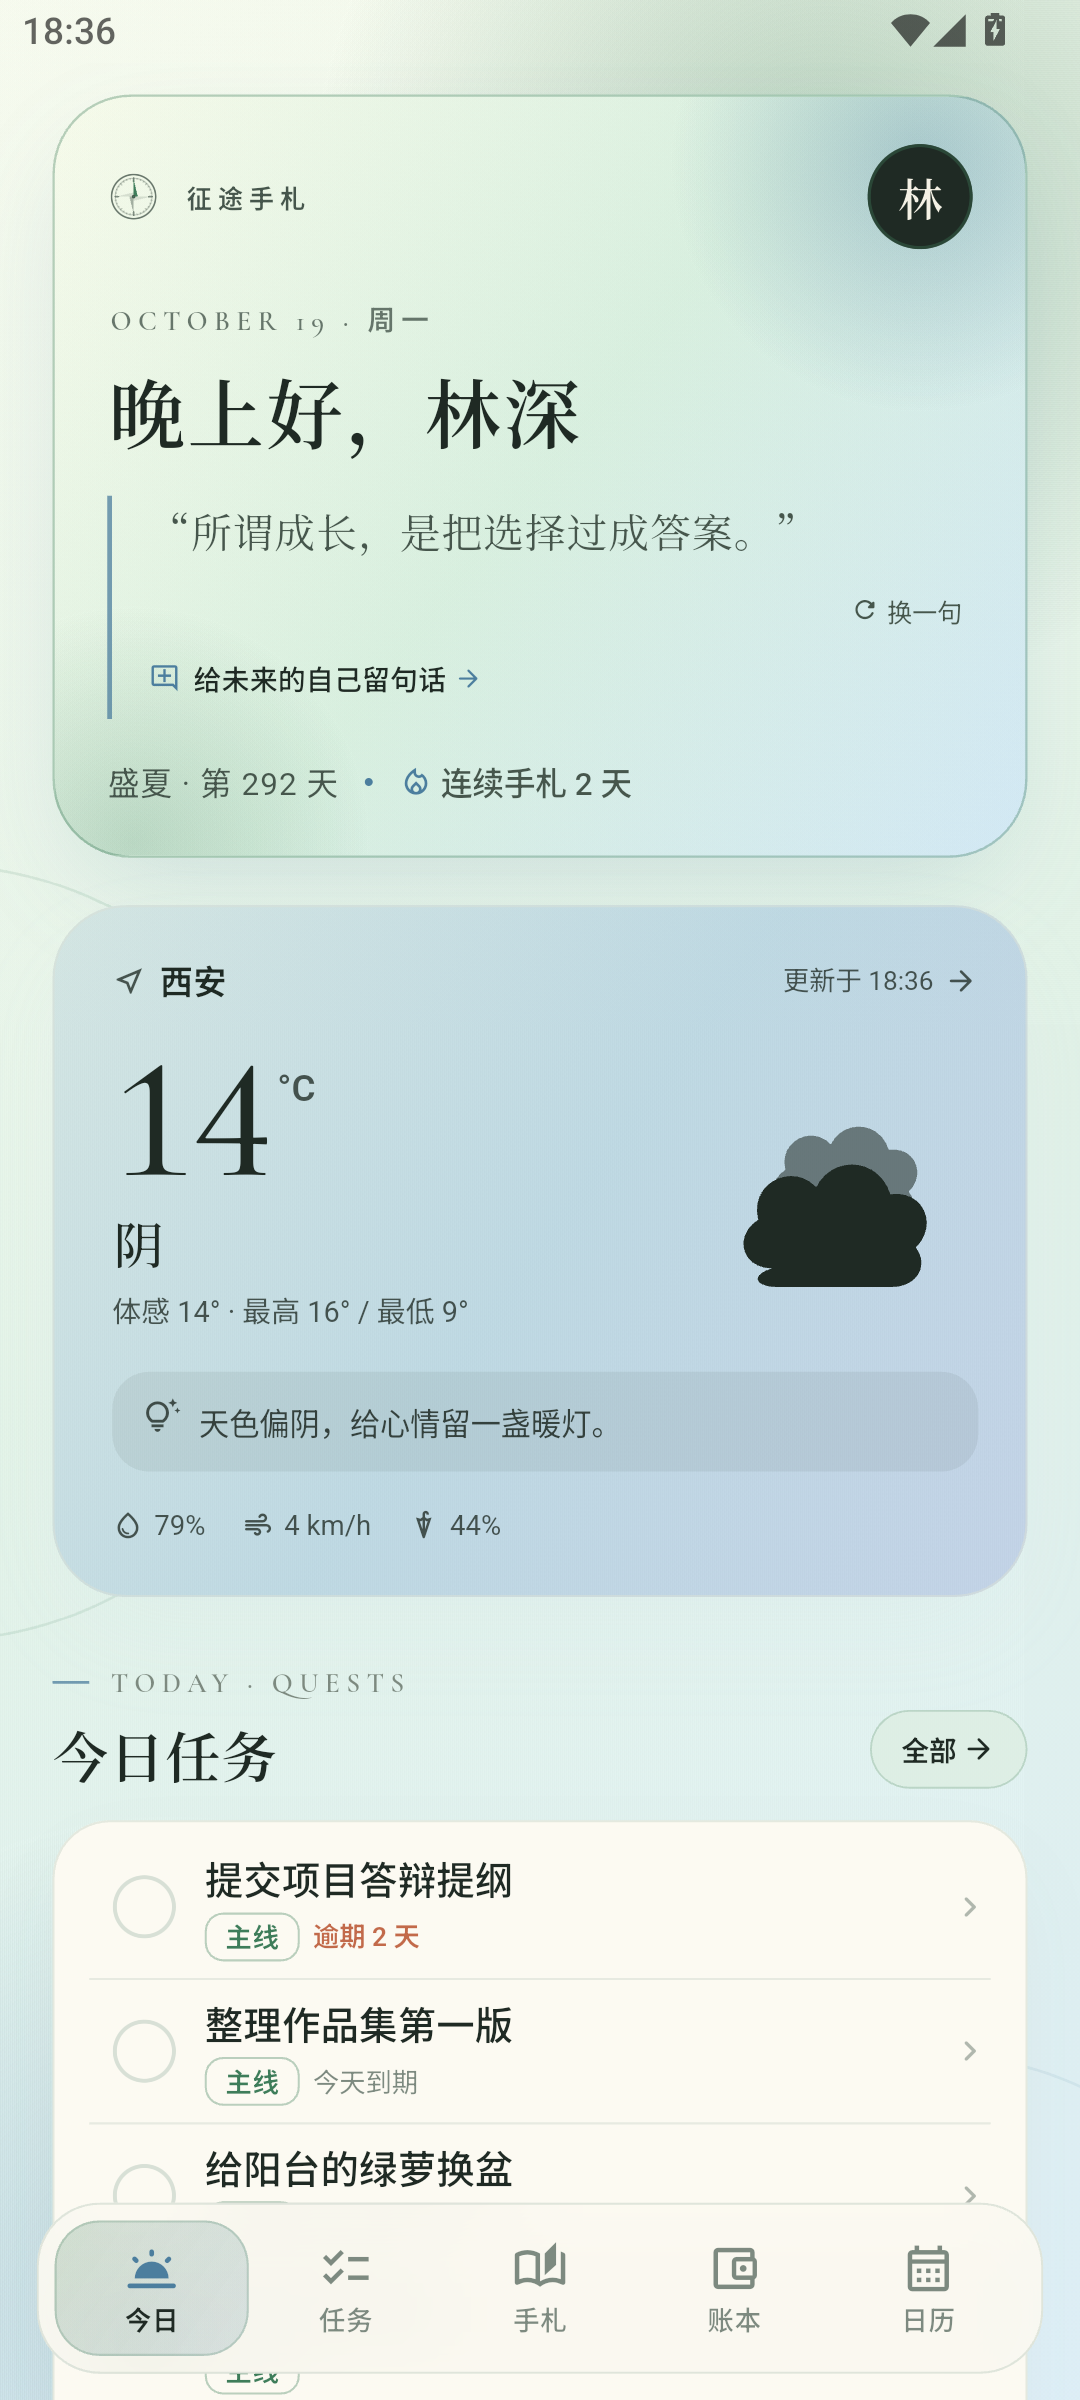 18:36
征途手札
林
OCTOBER 19 · 周一
晚上好，林深
“所谓成长，是把选择过成答案。”
换一句
给未来的自己留句话 →
盛夏 · 第 292 天 • 连续手札 2 天
西安
更新于 18:36 →
14 °C
阴
体感 14° · 最高 16° / 最低 9°
天色偏阴，给心情留一盏暖灯。
79% 4 km/h 44%
TODAY · QUESTS
今日任务
全部 →
提交项目答辩提纲
主线 逾期 2 天
整理作品集第一版
主线 今天到期
给阳台的绿萝换盆
今日 任务 手札 账本 日历
主线